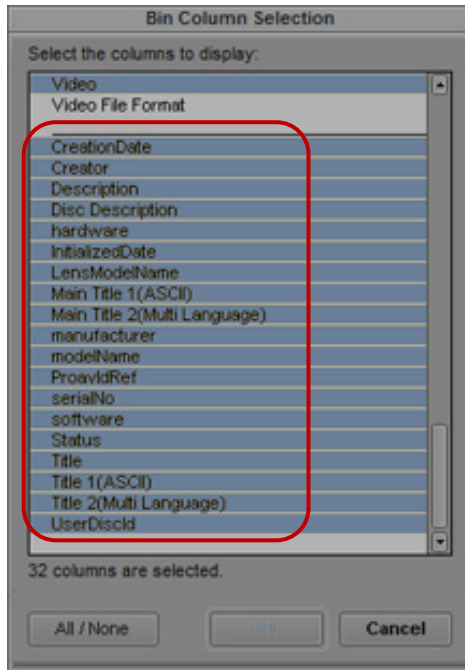 Bin Column Selection
Select the columns to display:
Video
Video File Format
CreationDate
Creator
Description
Disc Description
hardware
InitializedDate
LensModelName
Main Title 1(ASCII)
Main Title 2(Multi Language)
manufacturer
modelName
ProavIdRef
serialNo
software
Status
Title
Title 1(ASCII)
Title 2(Multi Language)
UserDiscId
32 columns are selected.
All / None
Cancel